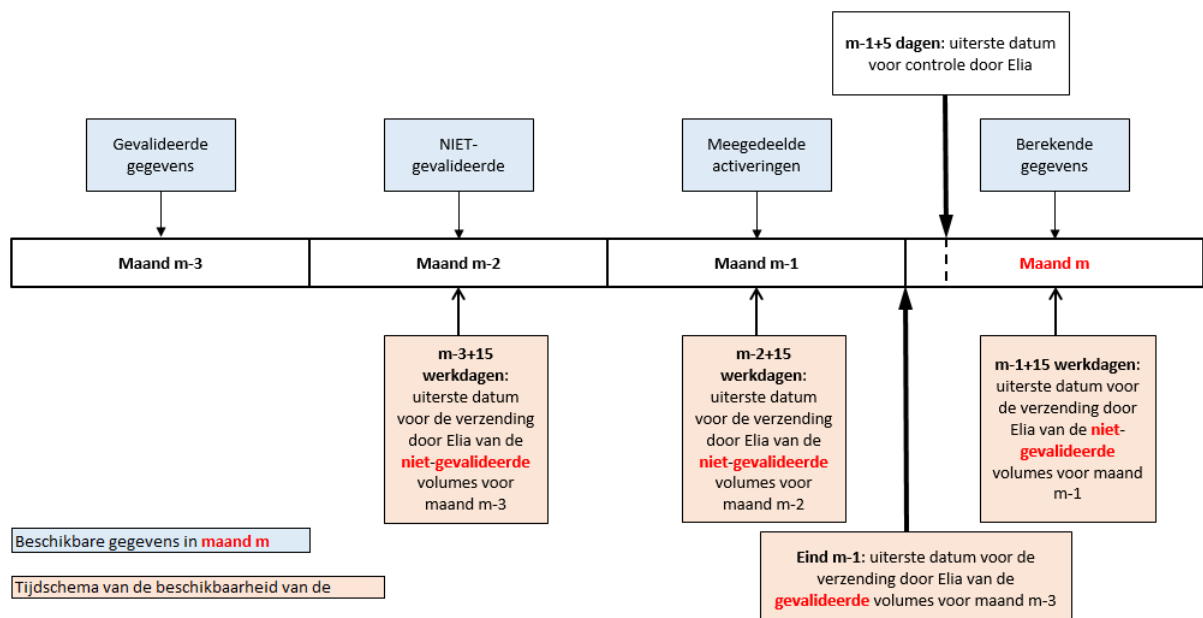 m-1+5 dagen: uiterste datum
voor controle door Elia
Gevalideerde
gegevens
NIET-
gevalideerde
Meegedeelde
activeringen
Berekende
gegevens
Maand m-3
Maand m-2
Maand m-1
Maand m
m-3+15
werkdagen:
uiterste datum
voor de verzending
door Elia van de
niet-gevalideerde
volumes voor
maand m-3
m-2+15
werkdagen:
uiterste datum
voor de verzending
door Elia van de
niet-gevalideerde
volumes voor
maand m-2
m-1+15 werkdagen:
uiterste datum voor
de verzending door
Elia van de niet-
gevalideerde
volumes voor maand
m-1
Beschikbare gegevens in maand m
Eind m-1: uiterste datum voor de
verzending door Elia van de
gevalideerde volumes voor maand m-3
Tijdschema van de beschikbaarheid van de